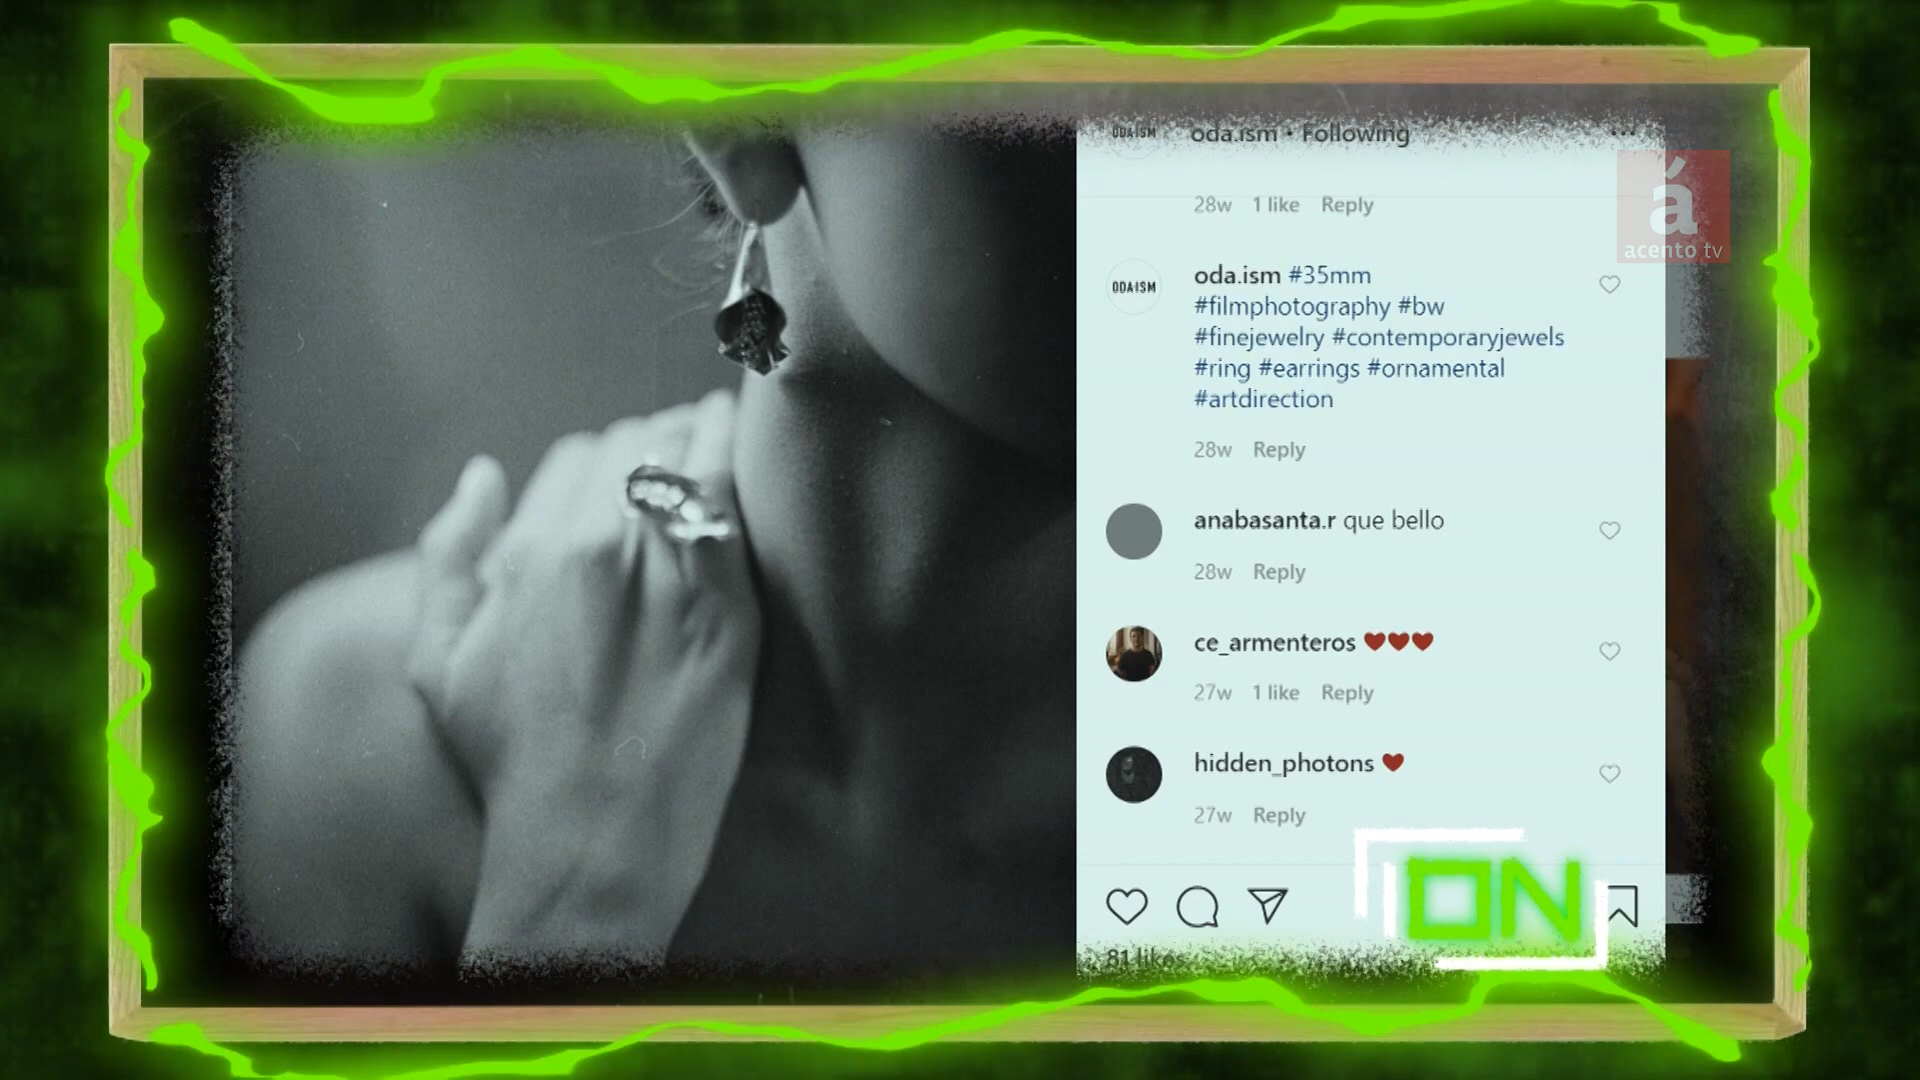 ODAISM oda.ism • Following
á
acento tv
28w 1 like Reply
ODAISM oda.ism #35mm
#filmphotography #bw
#finejewelry #contemporaryjewels
#ring #earrings #ornamental
#artdirection
28w Reply
anabasanta.r que bello
28w Reply
ce_armenteros ❤❤❤
27w 1 like Reply
hidden_photons ❤
27w Reply
ON
81 likes